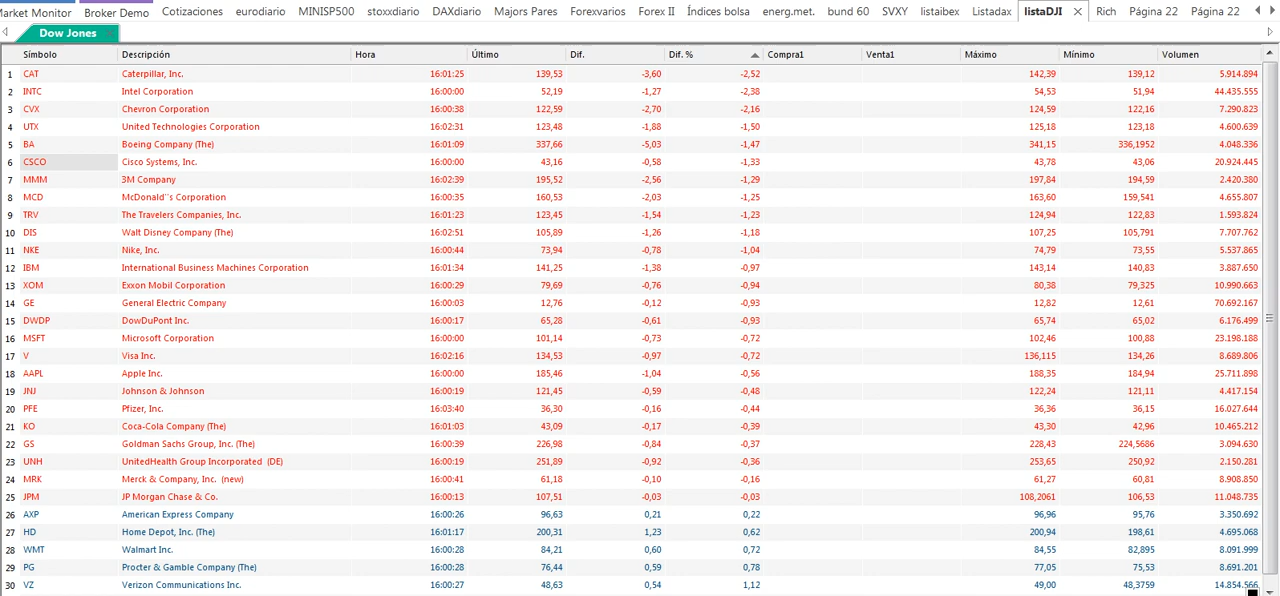 Market Monitor Broker Demo Cotizaciones eurodiario MINISP500 stoxxdiario DAXdiario Majors Pares Forexvarios Forex II Índices bolsa energ.met. bund 60 SVXY listaibex Listadax listaDJI Rich Página 22 Página 22
Dow Jones
Símbolo Descripción Hora Último Dif. Dif. % Compra1 Venta1 Máximo Mínimo Volumen
1 CAT Caterpillar, Inc. 16:01:25 139,53 -3,60 -2,52 142,39 139,12 5.914.894
2 INTC Intel Corporation 16:00:00 52,19 -1,27 -2,38 54,53 51,94 44.435.555
3 CVX Chevron Corporation 16:00:38 122,59 -2,70 -2,16 124,59 122,16 7.290.823
4 UTX United Technologies Corporation 16:02:31 123,48 -1,88 -1,50 125,18 123,18 4.600.639
5 BA Boeing Company (The) 16:01:09 337,66 -5,03 -1,47 341,15 336,1952 4.048.336
6 CSCO Cisco Systems, Inc. 16:00:00 43,16 -0,58 -1,33 43,78 43,06 20.924.445
7 MMM 3M Company 16:02:39 195,52 -2,56 -1,29 197,84 194,59 2.420.380
8 MCD McDonald´s Corporation 16:00:35 160,53 -2,03 -1,25 163,60 159,541 4.655.807
9 TRV The Travelers Companies, Inc. 16:01:23 123,45 -1,54 -1,23 124,94 122,83 1.593.824
10 DIS Walt Disney Company (The) 16:02:51 105,89 -1,26 -1,18 107,25 105,791 7.707.762
11 NKE Nike, Inc. 16:00:44 73,94 -0,78 -1,04 74,79 73,55 5.537.865
12 IBM International Business Machines Corporation 16:01:34 141,25 -1,38 -0,97 143,14 140,83 3.887.650
13 XOM Exxon Mobil Corporation 16:00:29 79,69 -0,76 -0,94 80,38 79,325 10.990.663
14 GE General Electric Company 16:00:03 12,76 -0,12 -0,93 12,82 12,61 70.692.167
15 DWDP DowDuPont Inc. 16:00:17 65,28 -0,61 -0,93 65,74 65,02 6.176.499
16 MSFT Microsoft Corporation 16:00:00 101,14 -0,73 -0,72 102,46 100,88 23.198.188
17 V Visa Inc. 16:02:16 134,53 -0,97 -0,72 136,115 134,26 8.689.806
18 AAPL Apple Inc. 16:00:00 185,46 -1,04 -0,56 188,35 184,94 25.711.898
19 JNJ Johnson & Johnson 16:00:19 121,45 -0,59 -0,48 122,24 121,11 4.417.154
20 PFE Pfizer, Inc. 16:03:40 36,30 -0,16 -0,44 36,36 36,15 16.027.644
21 KO Coca-Cola Company (The) 16:01:03 43,09 -0,17 -0,39 43,30 42,96 10.465.212
22 GS Goldman Sachs Group, Inc. (The) 16:00:39 226,98 -0,84 -0,37 228,43 224,5686 3.094.630
23 UNH UnitedHealth Group Incorporated (DE) 16:00:19 251,89 -0,92 -0,36 253,65 250,92 2.150.281
24 MRK Merck & Company, Inc. (new) 16:00:41 61,18 -0,10 -0,16 61,27 60,81 8.908.850
25 JPM JP Morgan Chase & Co. 16:00:13 107,51 -0,03 -0,03 108,2061 106,53 11.048.735
26 AXP American Express Company 16:00:26 96,63 0,21 0,22 96,96 95,76 3.350.692
27 HD Home Depot, Inc. (The) 16:01:17 200,31 1,23 0,62 200,94 198,61 4.695.068
28 WMT Walmart Inc. 16:00:28 84,21 0,60 0,72 84,55 82,895 8.091.999
29 PG Procter & Gamble Company (The) 16:00:28 76,44 0,59 0,78 77,05 75,53 8.691.201
30 VZ Verizon Communications Inc. 16:00:27 48,63 0,54 1,12 49,00 48,3759 14.854.566